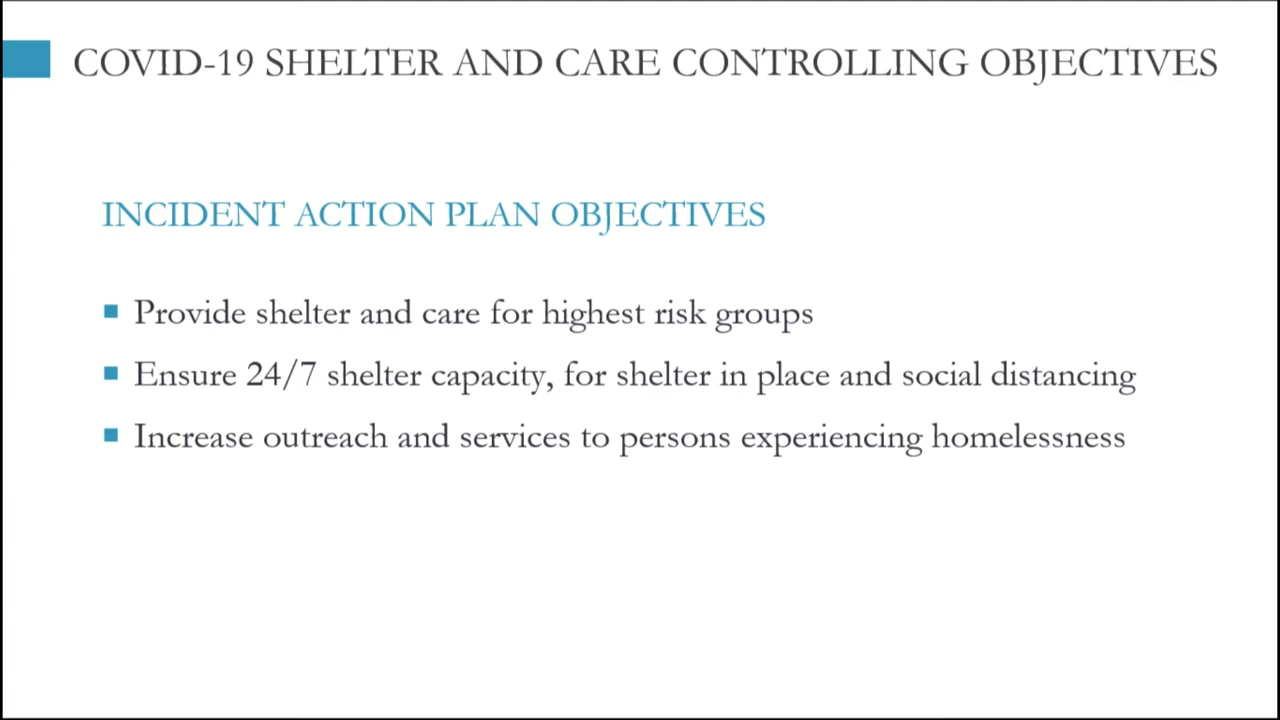 COVID-19 SHELTER AND CARE CONTROLLING OBJECTIVES
INCIDENT ACTION PLAN OBJECTIVES
Provide shelter and care for highest risk groups
Ensure 24/7 shelter capacity, for shelter in place and social distancing
Increase outreach and services to persons experiencing homelessness